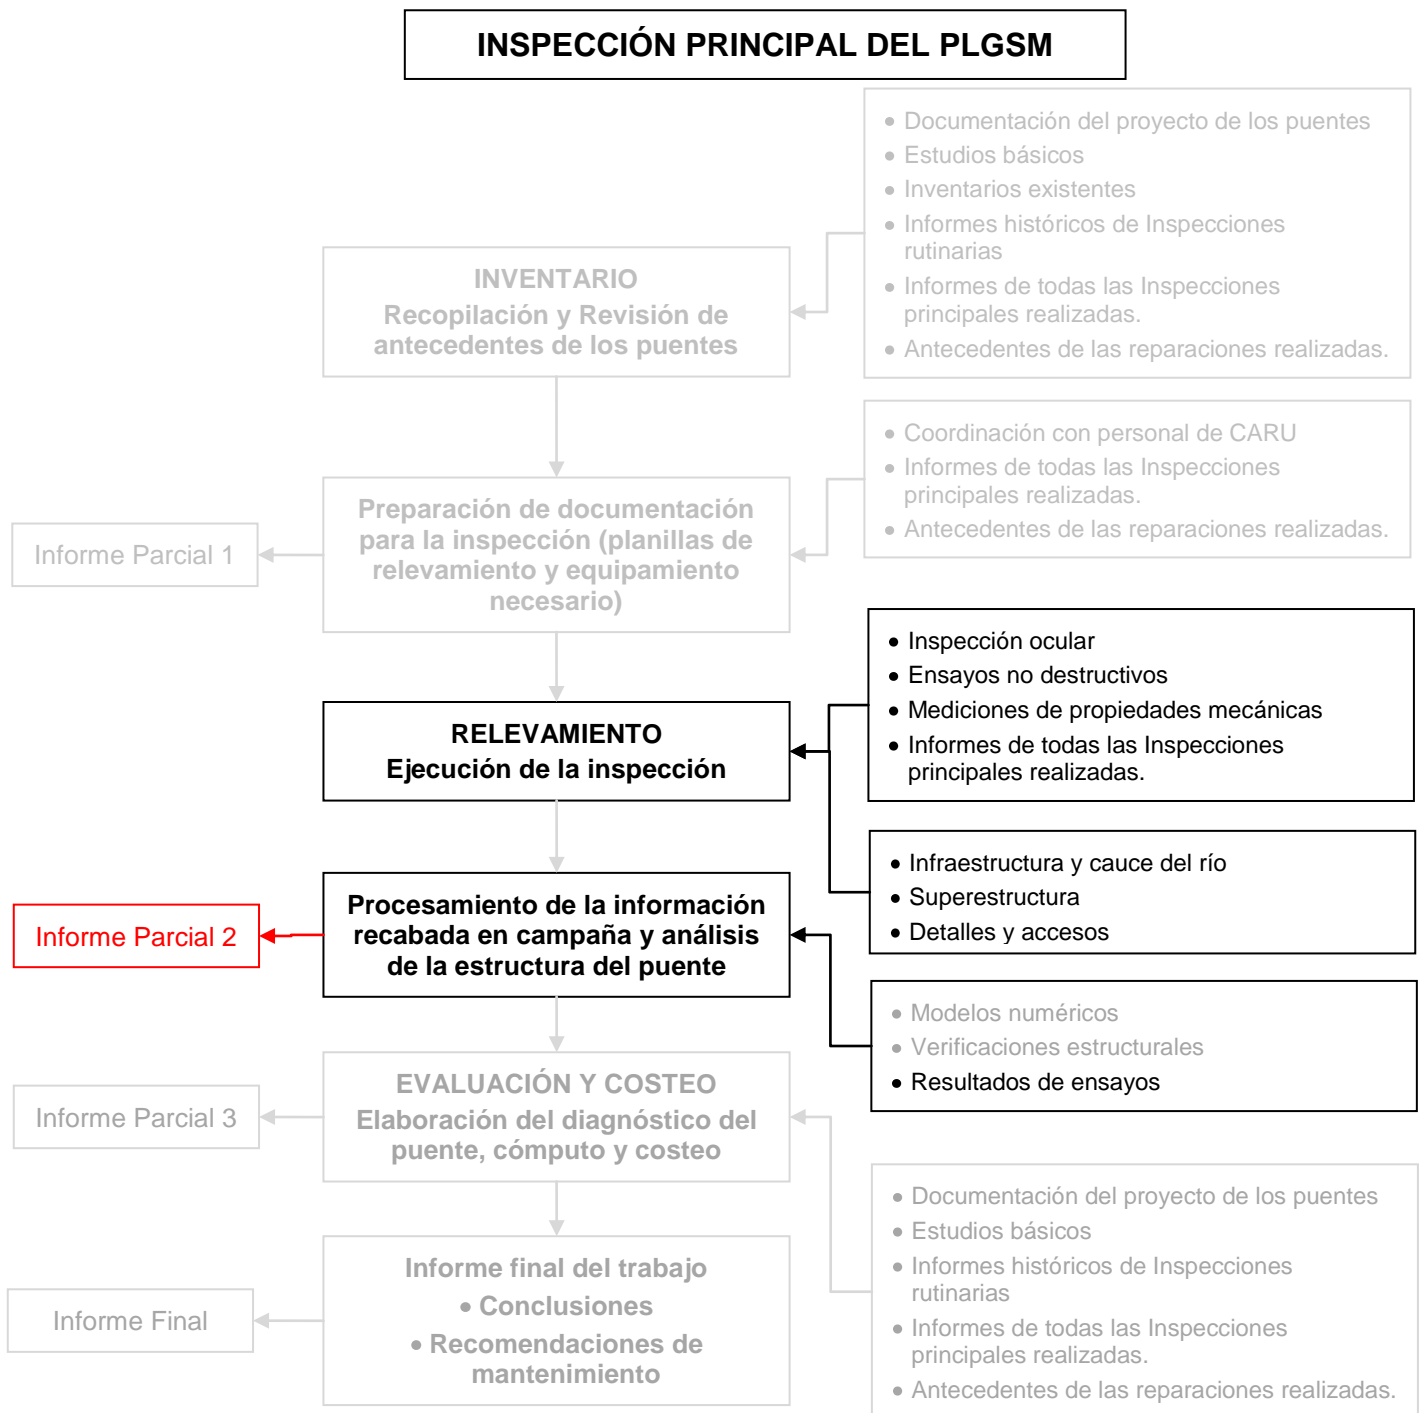 INSPECCIÓN PRINCIPAL DEL PLGSM
• Documentación del proyecto de los puentes
• Estudios básicos
• Inventarios existentes
• Informes históricos de Inspecciones
rutinarias
• Informes de todas las Inspecciones
principales realizadas.
• Antecedentes de las reparaciones realizadas.
INVENTARIO
Recopilación y Revisión de
antecedentes de los puentes
• Coordinación con personal de CARU
• Informes de todas las Inspecciones
principales realizadas.
• Antecedentes de las reparaciones realizadas.
Preparación de documentación
para la inspección (planillas de
relevamiento y equipamiento
necesario)
Informe Parcial 1
• Inspección ocular
• Ensayos no destructivos
• Mediciones de propiedades mecánicas
• Informes de todas las Inspecciones
principales realizadas.
RELEVAMIENTO
Ejecución de la inspección
• Infraestructura y cauce del río
• Superestructura
• Detalles y accesos
Procesamiento de la información
recabada en campaña y análisis
de la estructura del puente
Informe Parcial 2
• Modelos numéricos
• Verificaciones estructurales
• Resultados de ensayos
EVALUACIÓN Y COSTEO
Elaboración del diagnóstico del
puente, cómputo y costeo
Informe Parcial 3
• Documentación del proyecto de los puentes
• Estudios básicos
• Informes históricos de Inspecciones
rutinarias
• Informes de todas las Inspecciones
principales realizadas.
• Antecedentes de las reparaciones realizadas.
Informe final del trabajo
• Conclusiones
• Recomendaciones de
mantenimiento
Informe Final